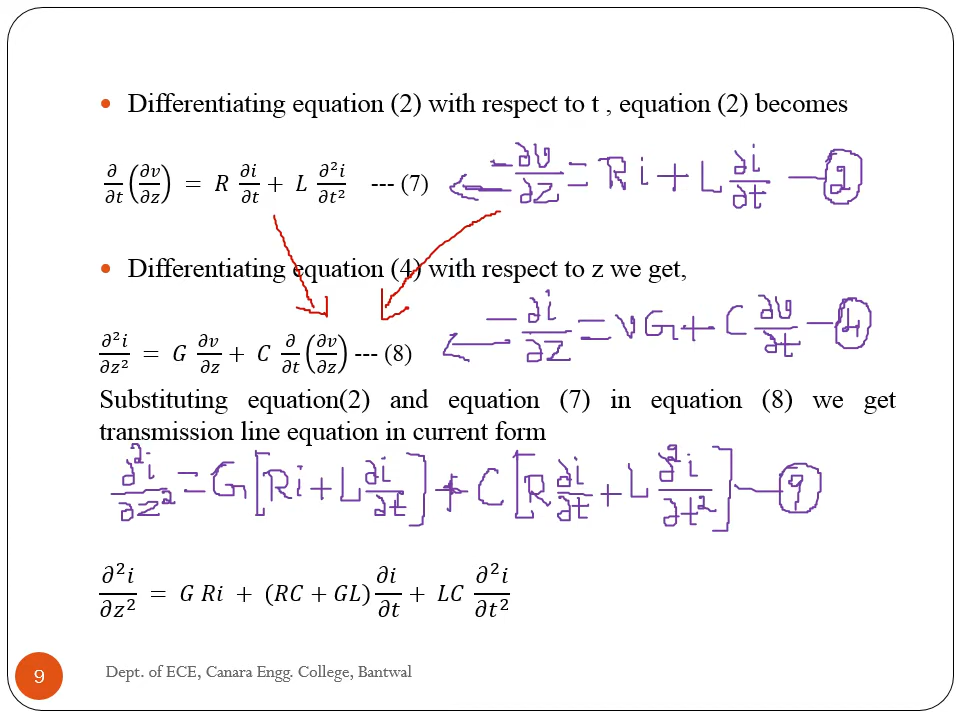 • Differentiating equation (2) with respect to t , equation (2) becomes
∂/∂t (∂v/∂z) = R ∂i/∂t + L ∂²i/∂t² --- (7)
← -∂v/∂z = Ri + L ∂i/∂t — ②
• Differentiating equation (4) with respect to z we get,
∂²i/∂z² = G ∂v/∂z + C ∂/∂t (∂v/∂z) --- (8)
← -∂i/∂z = vG + C ∂v/∂t — ④
Substituting equation(2) and equation (7) in equation (8) we get
transmission line equation in current form
∂²i/∂z² = G[Ri + L ∂i/∂t] + C[R ∂i/∂t + L ∂²i/∂t²] — ⑨
∂²i/∂z² = G Ri + (RC + GL) ∂i/∂t + LC ∂²i/∂t²
9
Dept. of ECE, Canara Engg. College, Bantwal